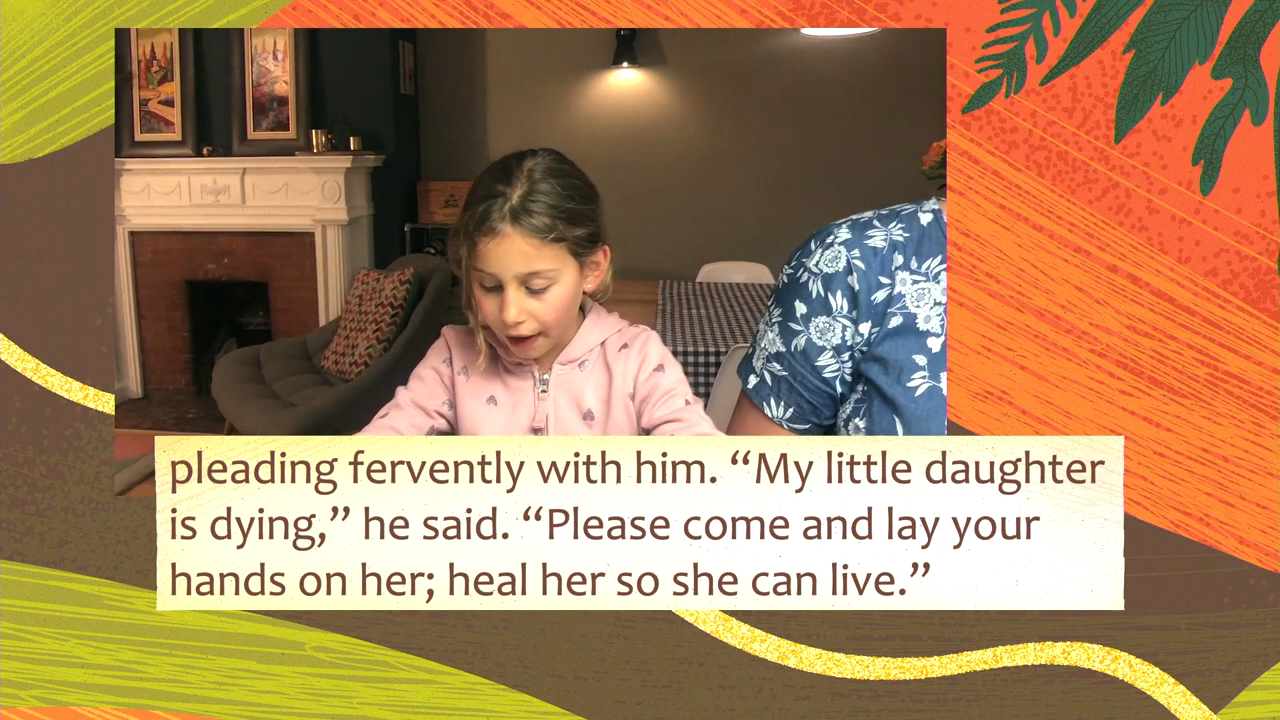 pleading fervently with him. “My little daughter
is dying,” he said. “Please come and lay your
hands on her; heal her so she can live.”